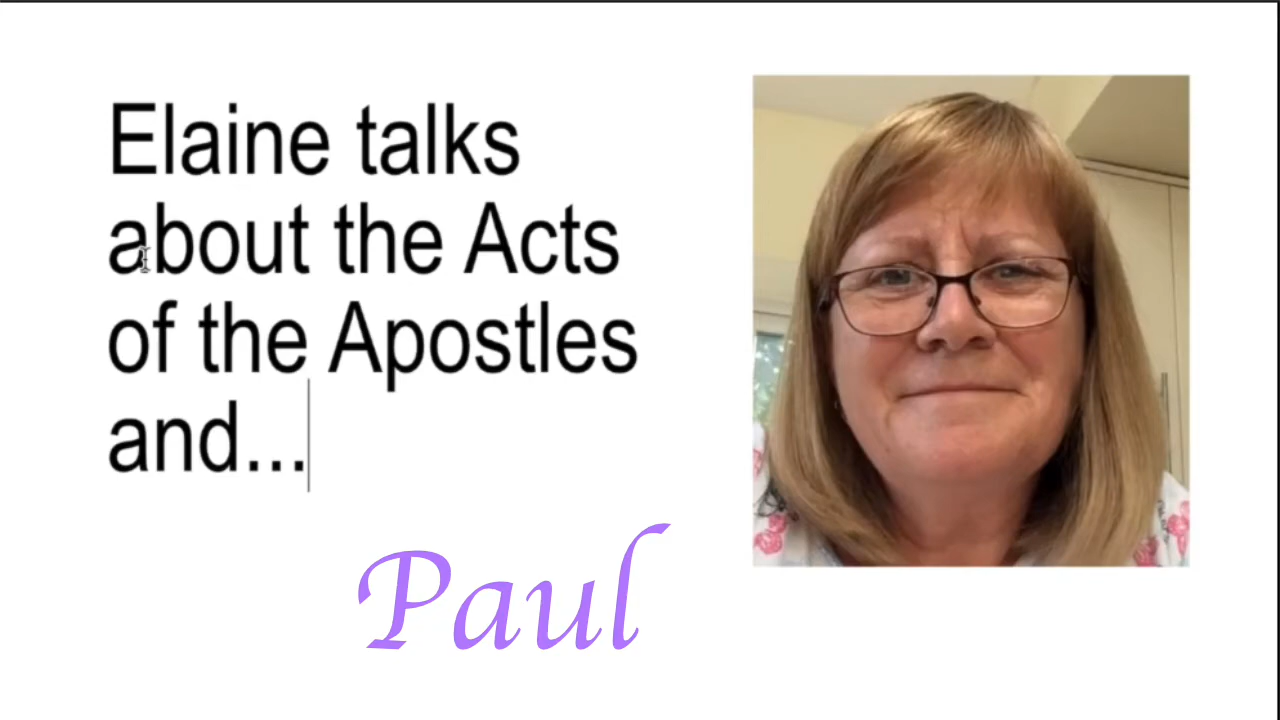 Elaine talks
about the Acts
of the Apostles
and...
Paul